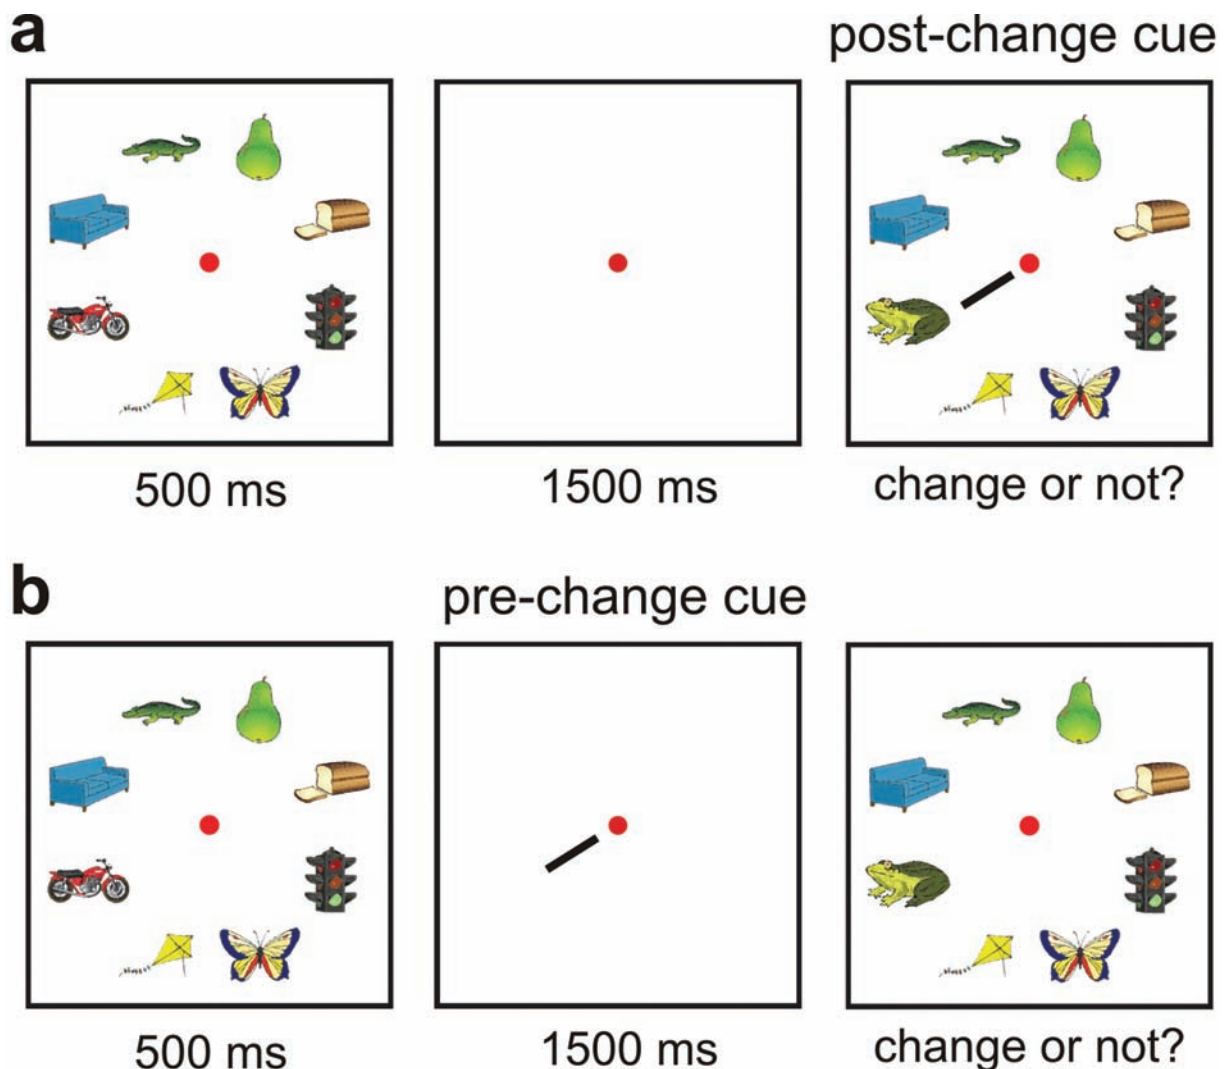 a
post-change cue
500 ms
1500 ms
change or not?
b
pre-change cue
500 ms
1500 ms
change or not?